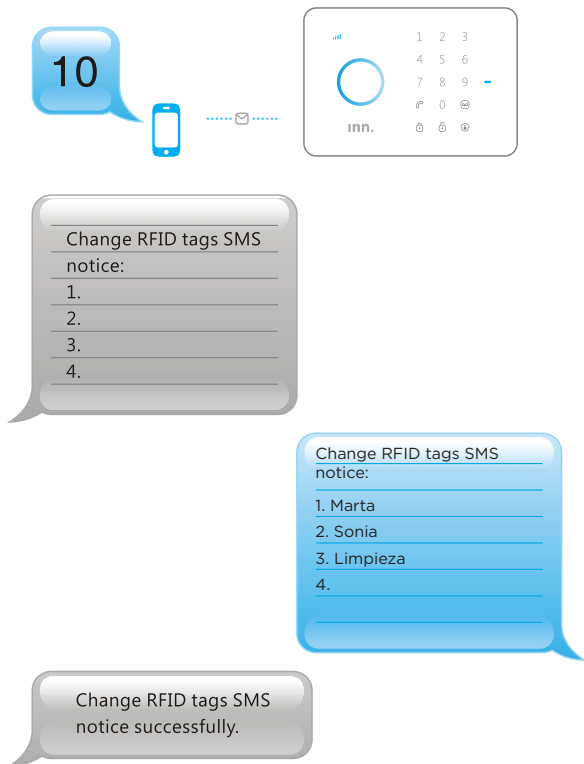 10
1 2 3
4 5 6
7 8 9
0
inn.
Change RFID tags SMS
notice:
1.
2.
3.
4.
Change RFID tags SMS
notice:
1. Marta
2. Sonia
3. Limpieza
4.
Change RFID tags SMS
notice successfully.